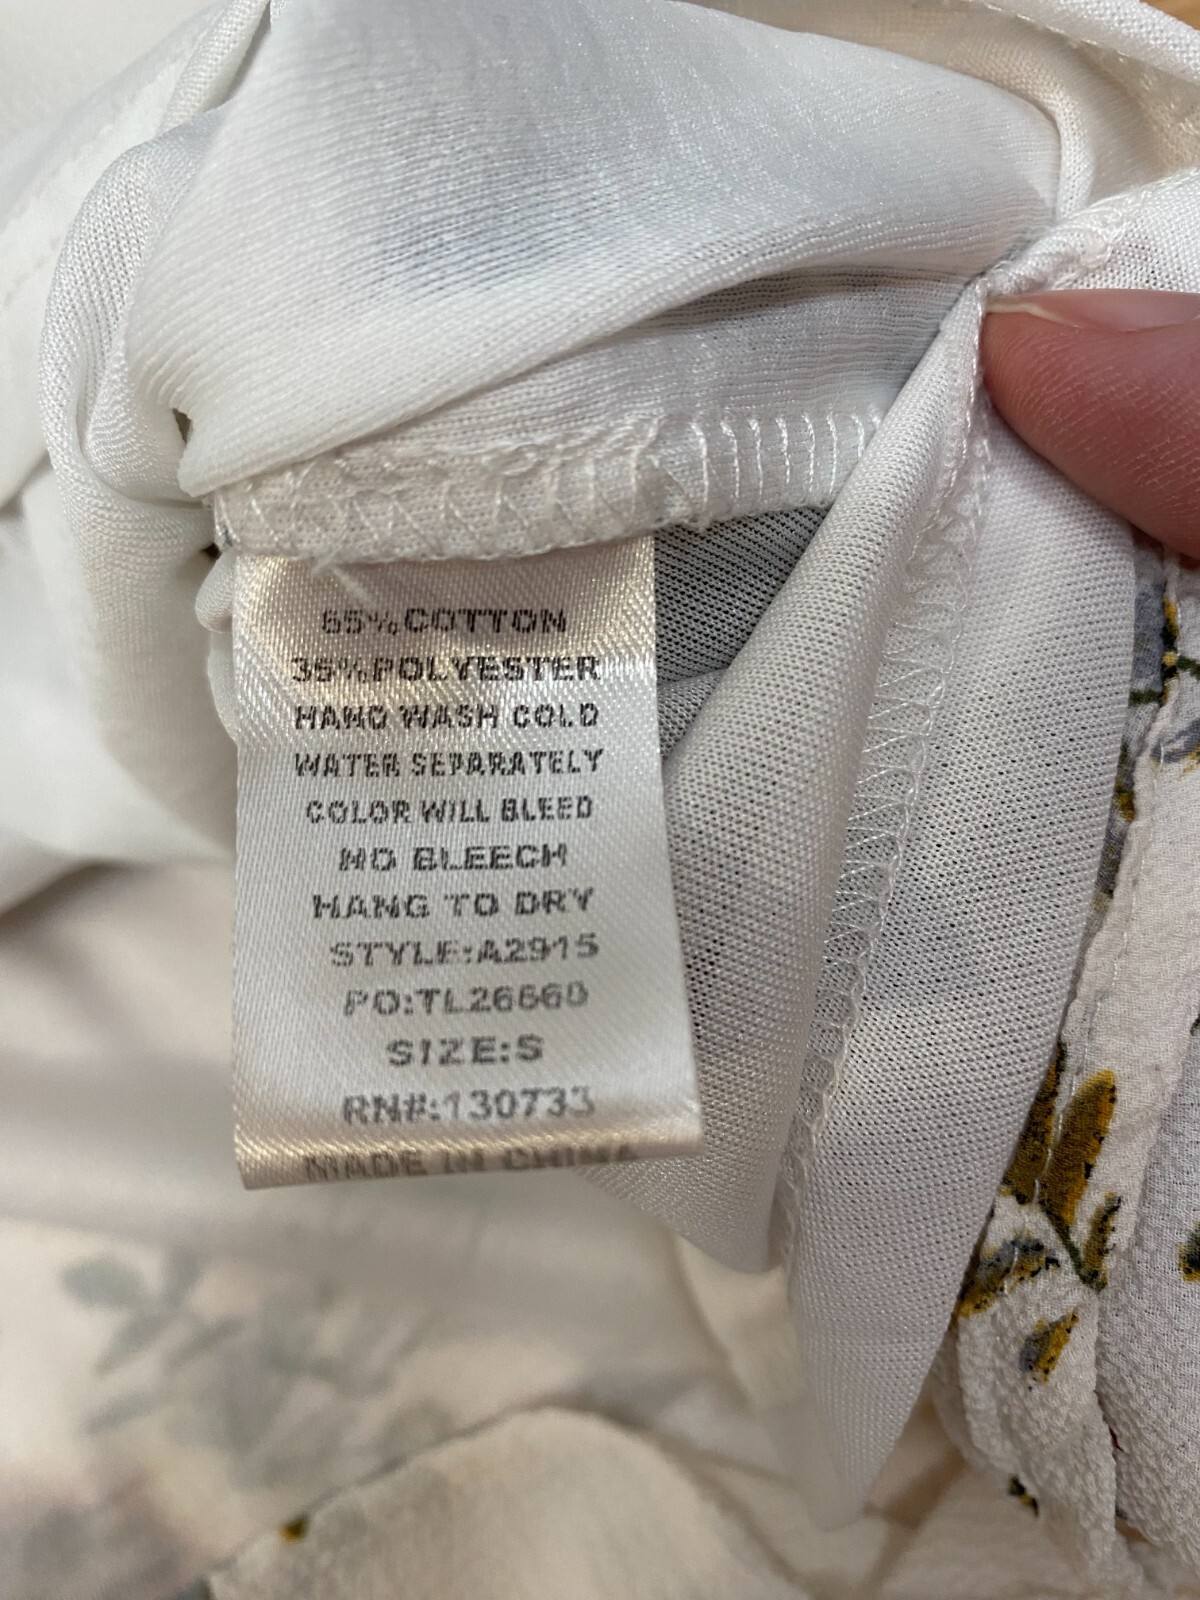 65%COTTON
35%POLYESTER
HAND WASH COLD
WATER SEPARATELY
COLOR WILL BLEED
NO BLEECH
HANG TO DRY
STYLE:A2915
PO:TL26660
SIZE:S
RN#:130733
MADE IN CHINA